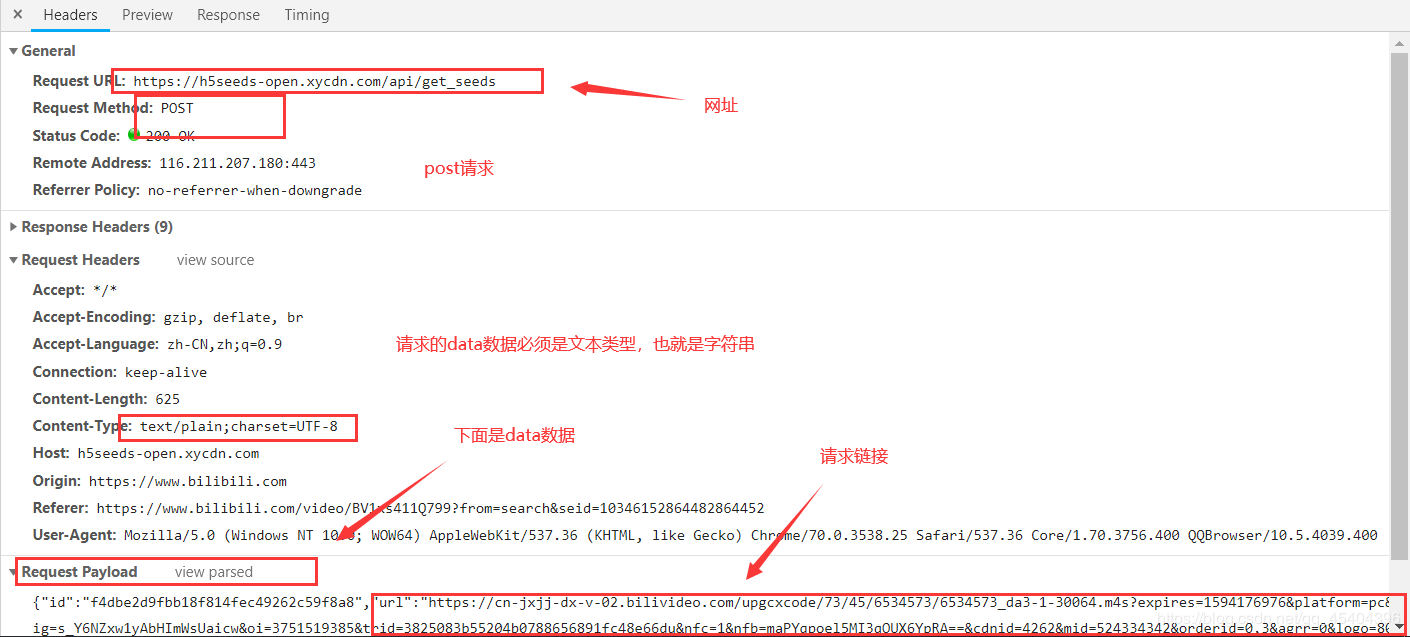 × Headers Preview Response Timing
General
Request URL: https://h5seeds-open.xycdn.com/api/get_seeds
网址
Request Method: POST
Status Code: 200 OK
Remote Address: 116.211.207.180:443
post请求
Referrer Policy: no-referrer-when-downgrade
Response Headers (9)
Request Headers view source
Accept: */*
Accept-Encoding: gzip, deflate, br
Accept-Language: zh-CN,zh;q=0.9
请求的data数据必须是文本类型，也就是字符串
Connection: keep-alive
Content-Length: 625
Content-Type: text/plain;charset=UTF-8
下面是data数据
Host: h5seeds-open.xycdn.com
请求链接
Origin: https://www.bilibili.com
Referer: https://www.bilibili.com/video/BV1xs411Q799?from=search&seid=10346152864482864452
User-Agent: Mozilla/5.0 (Windows NT 10.0; WOW64) AppleWebKit/537.36 (KHTML, like Gecko) Chrome/70.0.3538.25 Safari/537.36 Core/1.70.3756.400 QQBrowser/10.5.4039.400
Request Payload view parsed
{"id":"f4dbe2d9fbb18f814fec49262c59f8a8","url":"https://cn-jxjj-dx-v-02.bilivideo.com/upgcxcode/73/45/6534573/6534573_da3-1-30064.m4s?expires=1594176976&platform=pc&
ig=s_Y6NZxw1yAbHImWsUaicw&oi=3751519385&trid=3825083b55204b0788656891fc48e66du&nfc=1&nfb=maPYqpoel5MI3qOUX6YpRA==&cdnid=4262&mid=524334342&orderid=0,3&agrr=0&logo=80